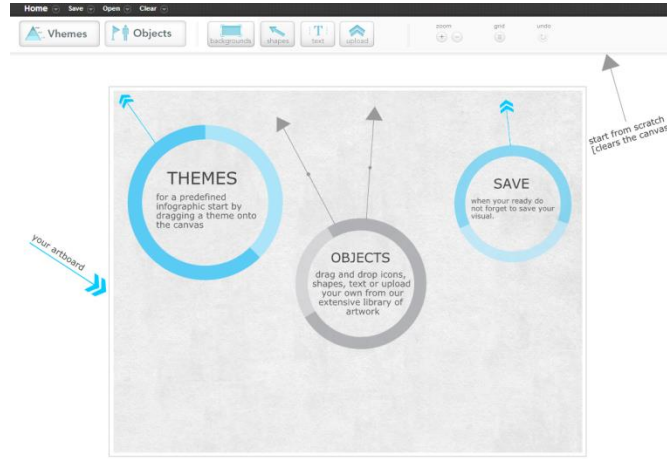 Home Save Open Clear
Vhemes Objects backgrounds shapes text upload zoom grid undo
start from scratch
[clears the canvas
THEMES
for a predefined
infographic start by
dragging a theme onto
the canvas
SAVE
when your ready do
not forget to save your
visual.
your artboard
OBJECTS
drag and drop icons,
shapes, text or upload
your own from our
extensive library of
artwork